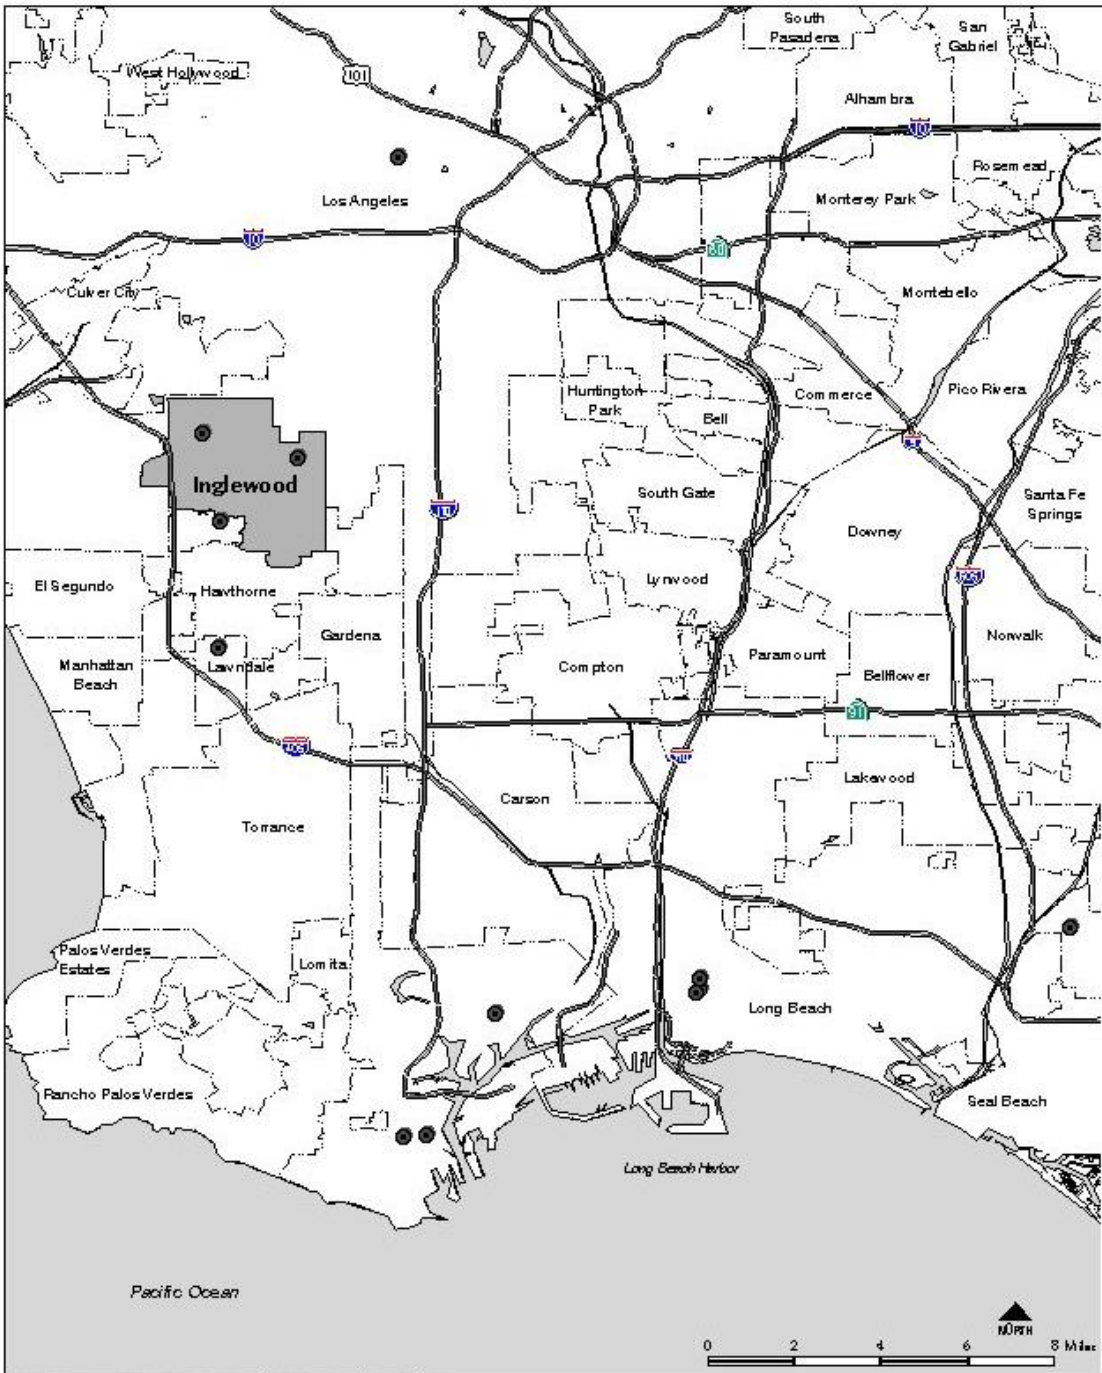 South
Pasadena
San
Gabriel
West Hollywood
101
Alhambra
10
Rosemead
Los Angeles
Monterey Park
10
60
Culver City
Montebello
Huntington
Park
Commerce
Pico Rivera
Bell
5
Inglewood
South Gate
Santa Fe
Springs
110
Downey
El Segundo
Hawthorne
Lynwood
605
Gardena
Norwalk
Manhattan
Beach
Lawndale
Compton
Paramount
Bellflower
91
405
710
Lakewood
Carson
Torrance
Palos Verdes
Estates
Lomita
Long Beach
Rancho Palos Verdes
Seal Beach
Long Beach Harbor
Pacific Ocean
NORTH
0 2 4 6 8 Miles